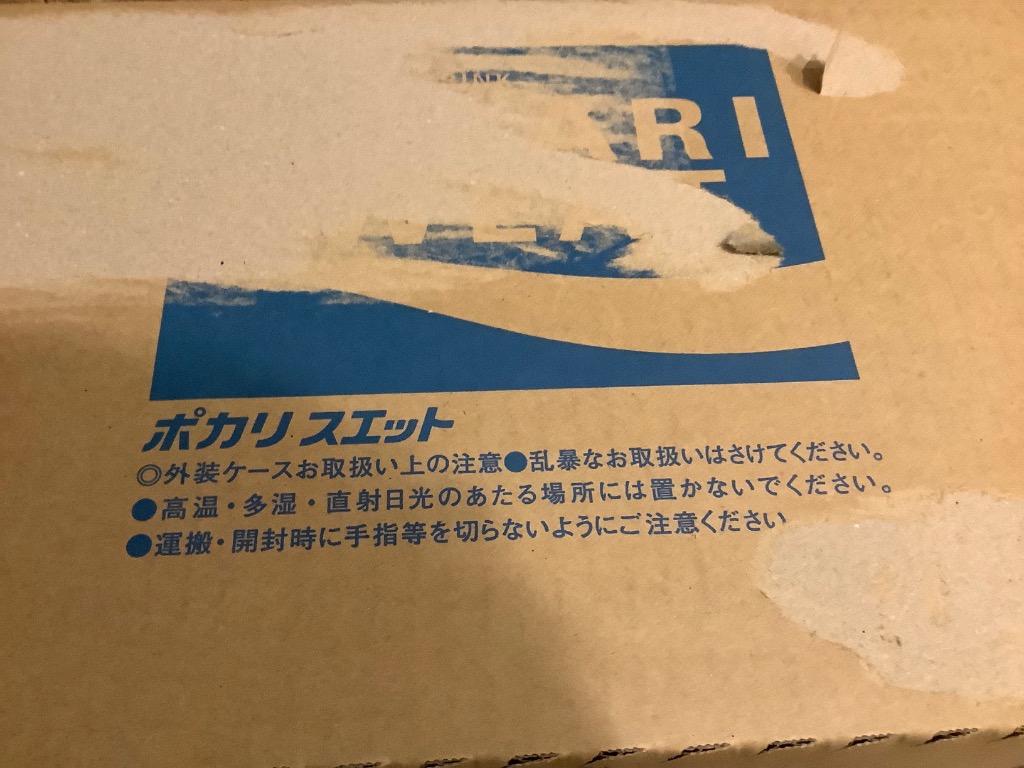 ARI
ポカリスエット
◎外装ケースお取扱い上の注意●乱暴なお取扱いはさけてください。
●高温・多湿・直射日光のあたる場所には置かないでください。
●運搬・開封時に手指等を切らないようにご注意ください